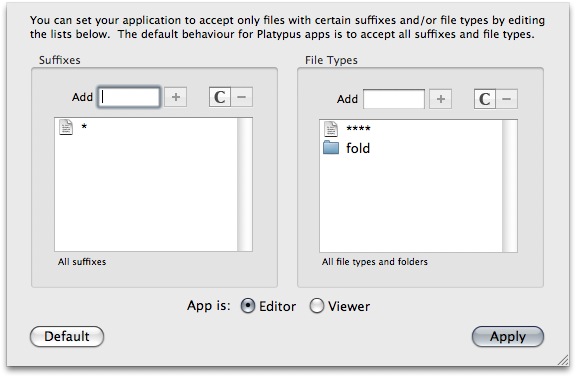 You can set your application to accept only files with certain suffixes and/or file types by editing
the lists below.  The default behaviour for Platypus apps is to accept all suffixes and file types.
Suffixes
File Types
Add + C −
Add + C −
*
****
fold
All suffixes
All file types and folders
App is: Editor Viewer
Default
Apply